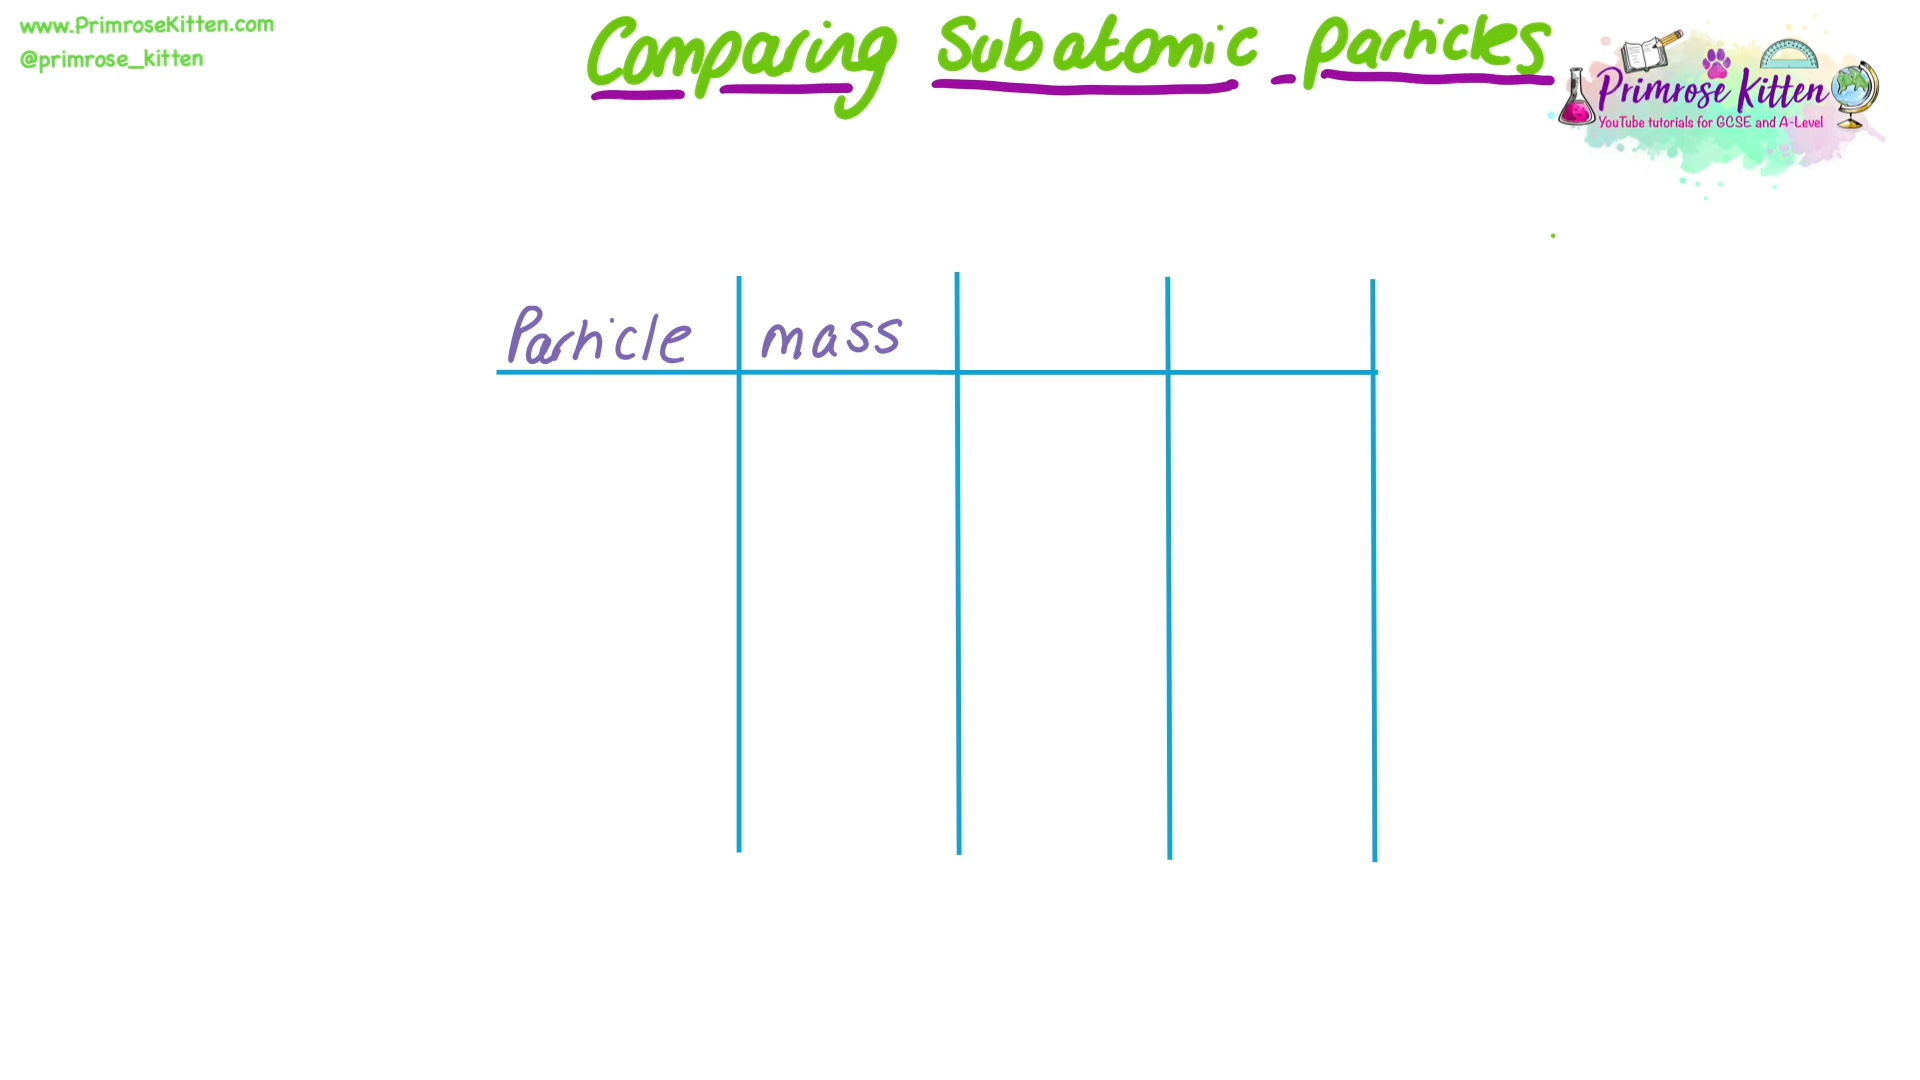 www.PrimroseKitten.com
@primrose_kitten
Comparing Subatomic particles
Primrose Kitten
YouTube tutorials for GCSE and A-Level
Particle mass